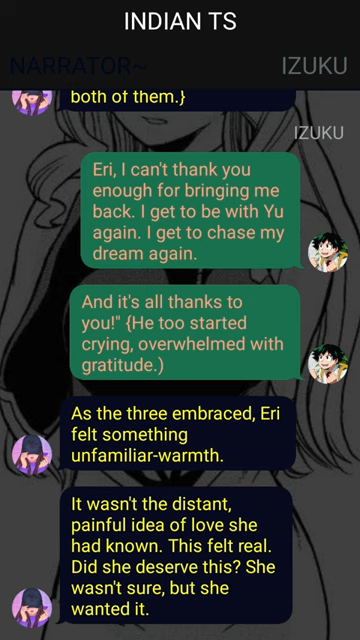 INDIAN TS
NARRATOR~
IZUKU
both of them.}
IZUKU
Eri, I can't thank you
enough for bringing me
back. I get to be with Yu
again. I get to chase my
dream again.
And it's all thanks to
you!" {He too started
crying, overwhelmed with
gratitude.)
As the three embraced, Eri
felt something
unfamiliar-warmth.
It wasn't the distant,
painful idea of love she
had known. This felt real.
Did she deserve this? She
wasn't sure, but she
wanted it.